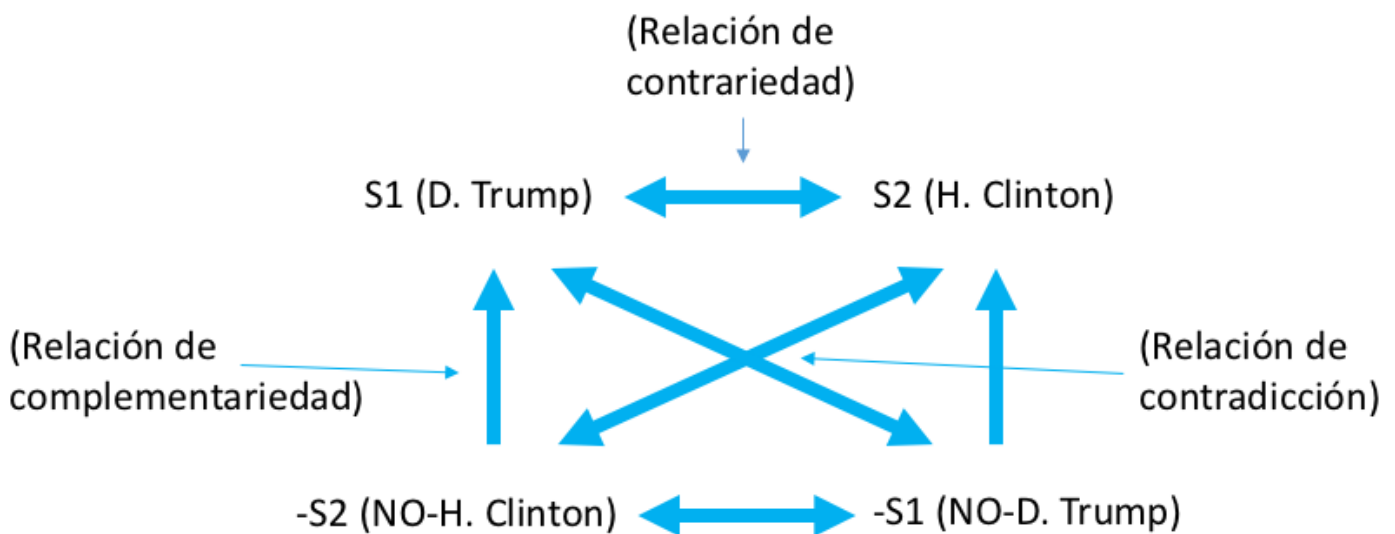 (Relación de
contrariedad)
S1 (D. Trump)
S2 (H. Clinton)
(Relación de
complementariedad)
(Relación de
contradicción)
-S2 (NO-H. Clinton)
-S1 (NO-D. Trump)